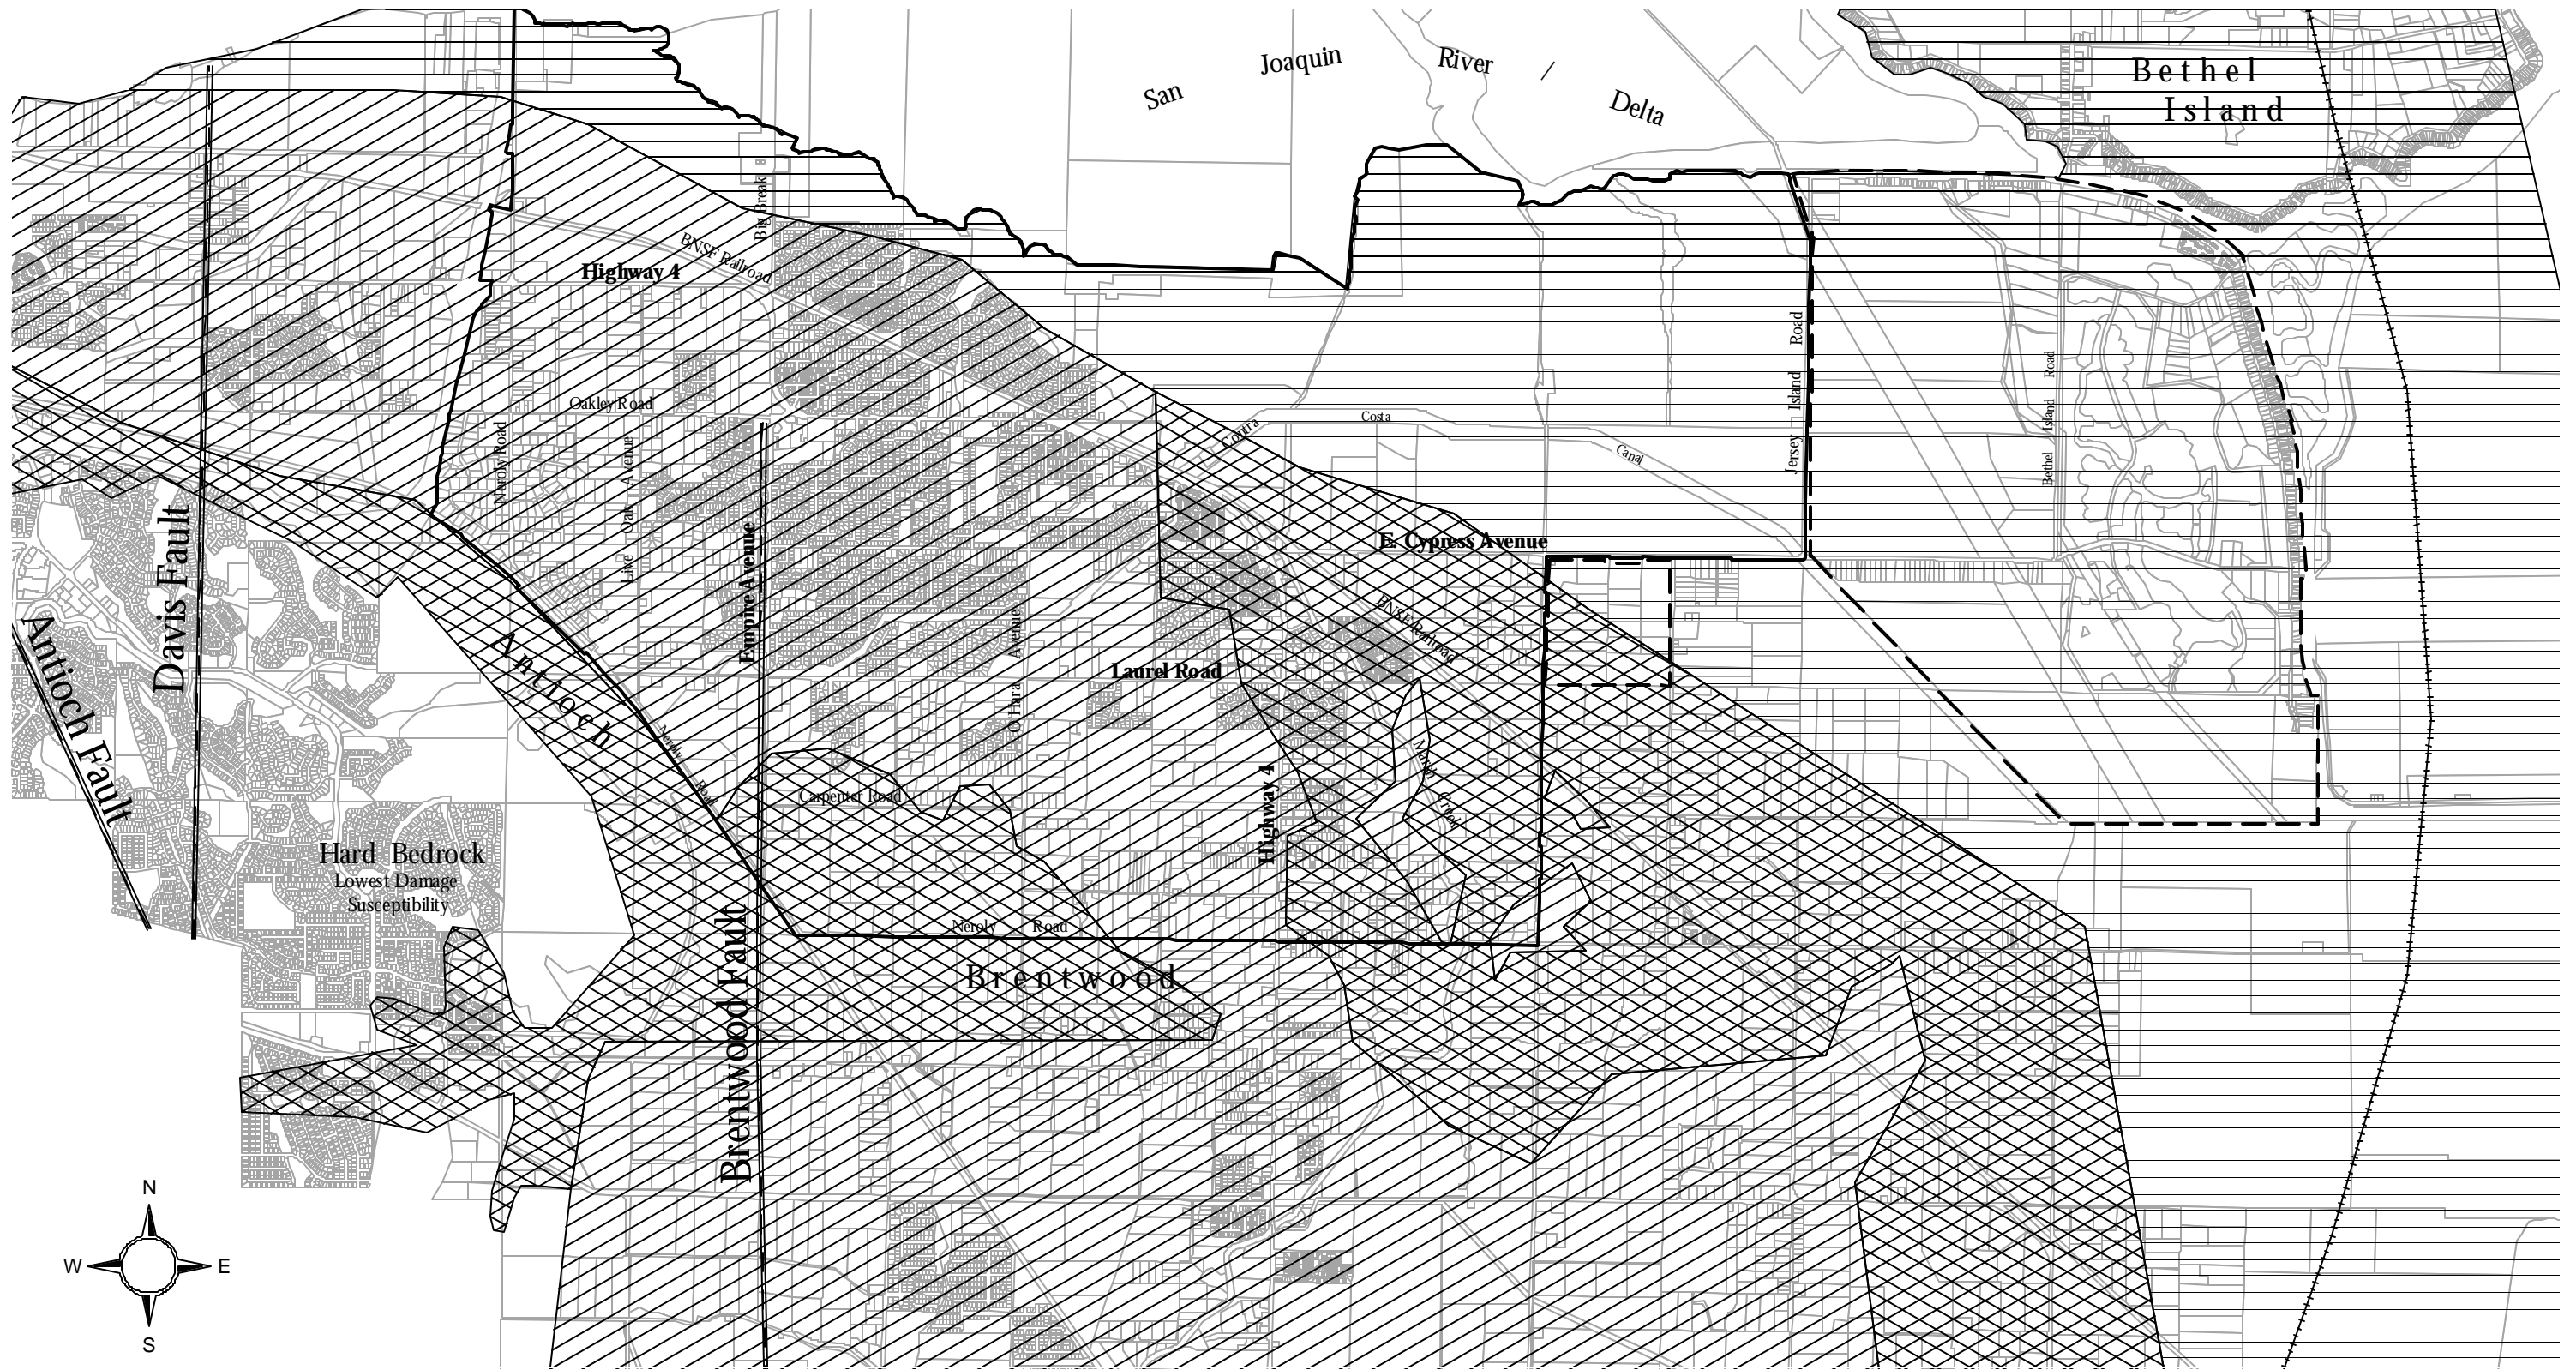 Bethel
Island
San Joaquin River / Delta
Big Break
BNSF Railroad
Highway 4
Jersey Island Road
Bethel Island Road
Oakley Road
Costa
Contra
Canal
Neroly Road
Live Oak Avenue
Davis Fault
Empire Avenue
E. Cypress Avenue
BNSF Railroad
Antioch Fault
Antioch
O'Hara Avenue
Laurel Road
Neroly Road
Marsh Creek
Highway 4
Carpenter Road
Hard Bedrock
Lowest Damage
Susceptibility
Neroly Road
Brentwood Fault
Brentwood
N
W
E
S